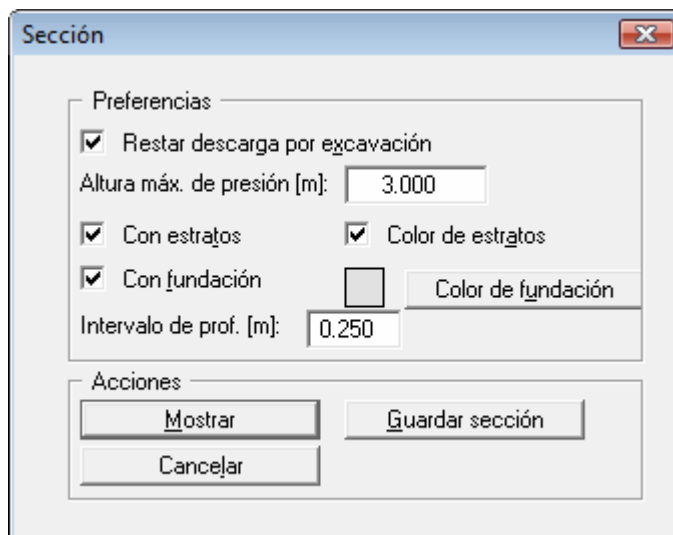 Sección
Preferencias
Restar descarga por excavación
Altura máx. de presión [m]: 3.000
Con estratos Color de estratos
Con fundación Color de fundación
Intervalo de prof. [m]: 0.250
Acciones
Mostrar Guardar sección
Cancelar